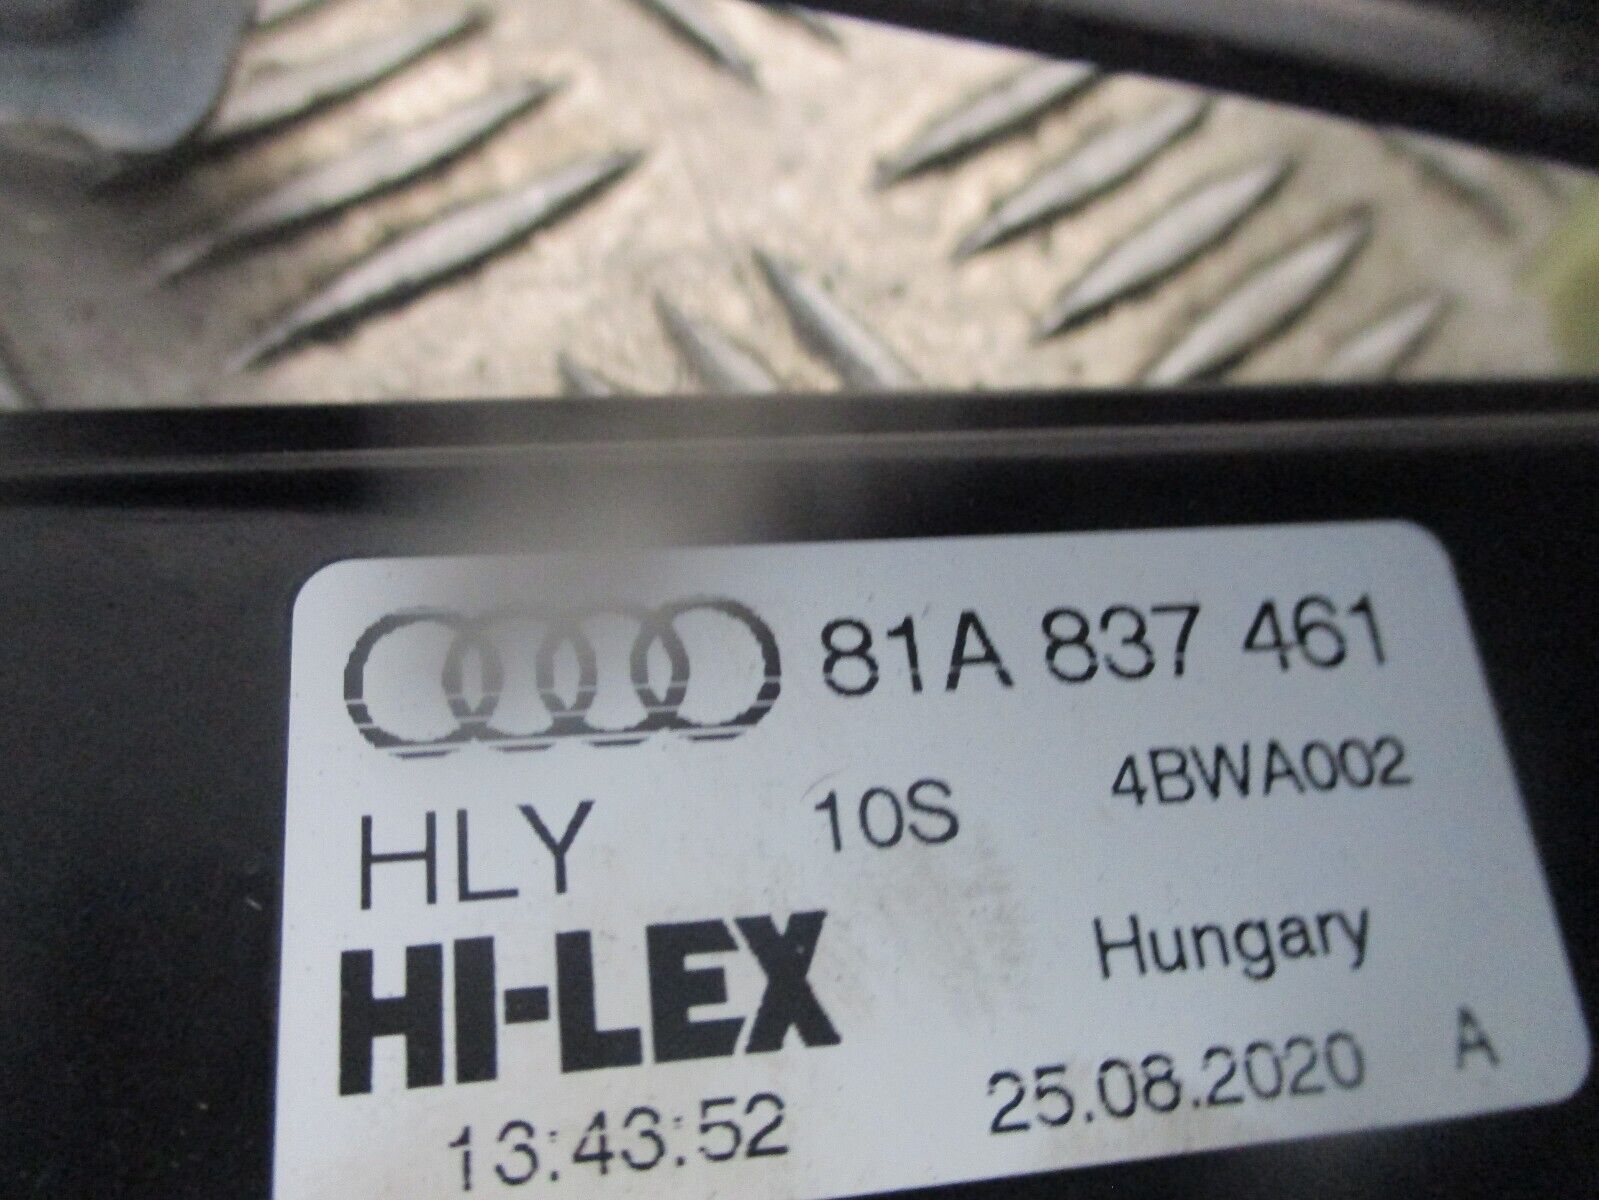 81A 837 461
HLY 10S 4BWA002
HI-LEX Hungary
13:43:52 25.08.2020 A